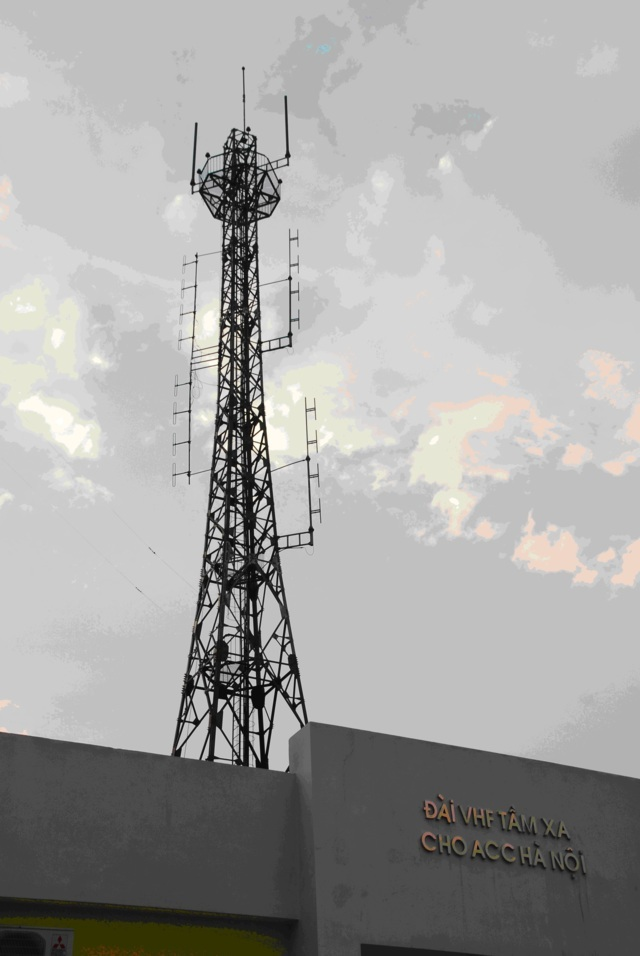 ĐÀI VHF TẦM XA
CHO ACC HÀ NỘI